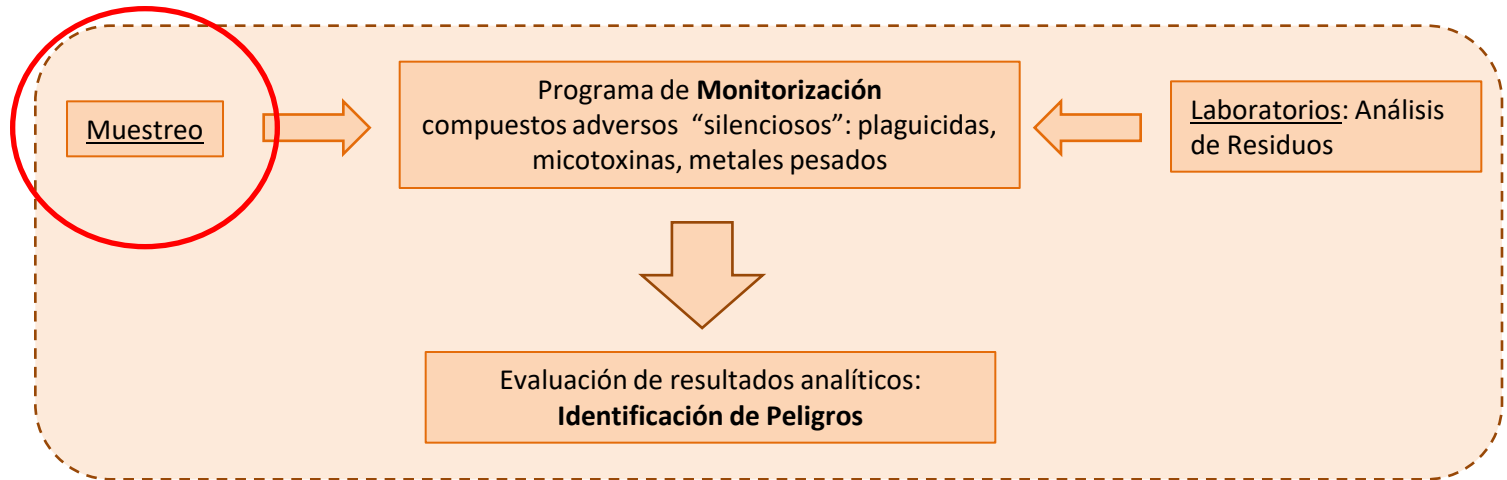 Muestreo
Programa de Monitorización
compuestos adversos “silenciosos”: plaguicidas,
micotoxinas, metales pesados
Laboratorios: Análisis
de Residuos
Evaluación de resultados analíticos:
Identificación de Peligros